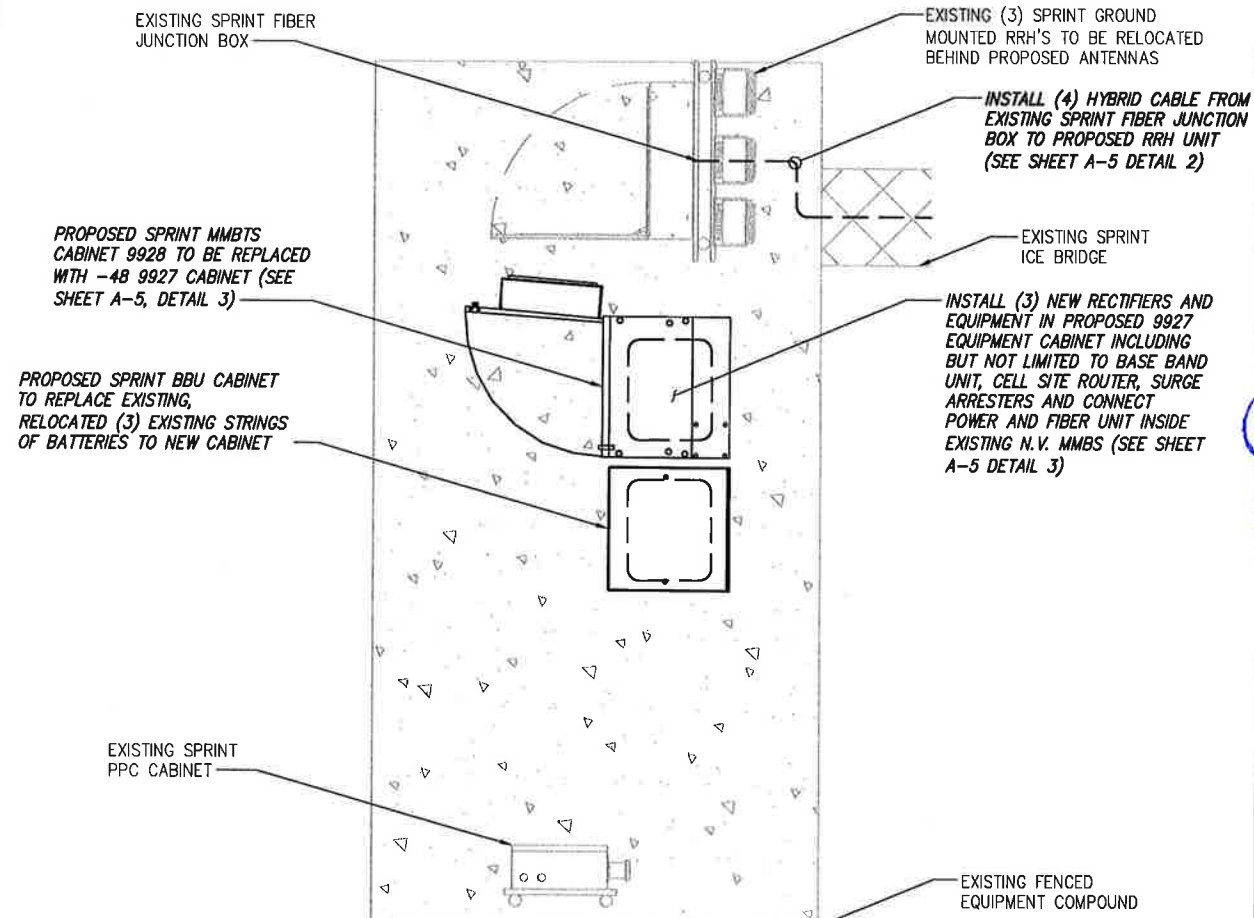 EXISTING SPRINT FIBER
JUNCTION BOX
EXISTING (3) SPRINT GROUND
MOUNTED RRH'S TO BE RELOCATED
BEHIND PROPOSED ANTENNAS
INSTALL (4) HYBRID CABLE FROM
EXISTING SPRINT FIBER JUNCTION
BOX TO PROPOSED RRH UNIT
(SEE SHEET A-5 DETAIL 2)
EXISTING SPRINT
ICE BRIDGE
PROPOSED SPRINT MMBTS
CABINET 9928 TO BE REPLACED
WITH -48 9927 CABINET (SEE
SHEET A-5, DETAIL 3)
INSTALL (3) NEW RECTIFIERS AND
EQUIPMENT IN PROPOSED 9927
EQUIPMENT CABINET INCLUDING
BUT NOT LIMITED TO BASE BAND
UNIT, CELL SITE ROUTER, SURGE
ARRESTERS AND CONNECT
POWER AND FIBER UNIT INSIDE
EXISTING N.V. MMBS (SEE SHEET
A-5 DETAIL 3)
PROPOSED SPRINT BBU CABINET
TO REPLACE EXISTING,
RELOCATED (3) EXISTING STRINGS
OF BATTERIES TO NEW CABINET
EXISTING SPRINT
PPC CABINET
EXISTING FENCED
EQUIPMENT COMPOUND